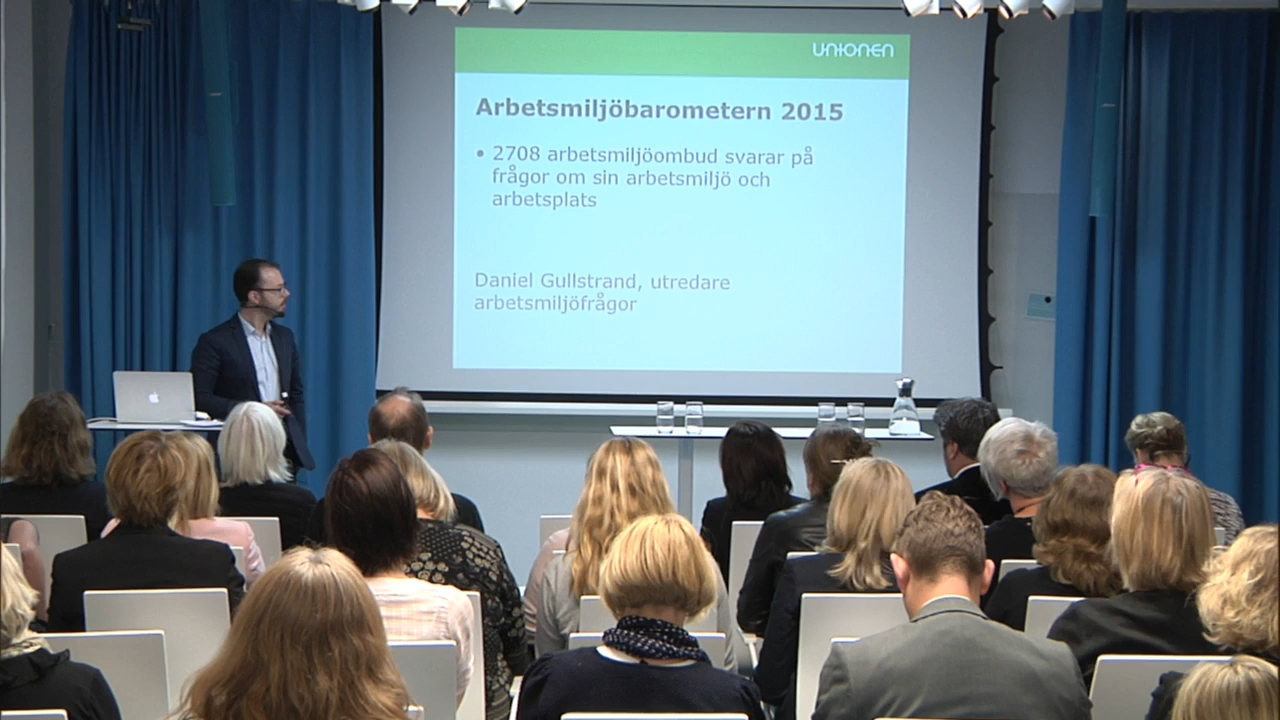 UNIONEN
Arbetsmiljöbarometern 2015
• 2708 arbetsmiljöombud svarar på
frågor om sin arbetsmiljö och
arbetsplats
Daniel Gullstrand, utredare
arbetsmiljöfrågor